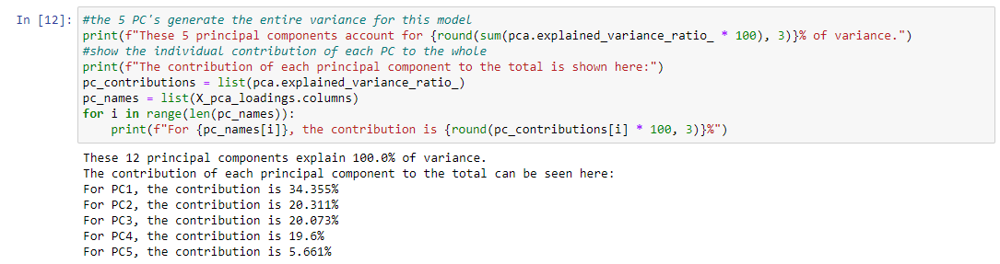 In [12]: #the 5 PC's generate the entire variance for this model
print(f"These 5 principal components account for {round(sum(pca.explained_variance_ratio_ * 100), 3)}% of variance.")
#show the individual contribution of each PC to the whole
print(f"The contribution of each principal component to the total is shown here:")
pc_contributions = list(pca.explained_variance_ratio_)
pc_names = list(X_pca_loadings.columns)
for i in range(len(pc_names)):
    print(f"For {pc_names[i]}, the contribution is {round(pc_contributions[i] * 100, 3)}%")
These 12 principal components explain 100.0% of variance.
The contribution of each principal component to the total can be seen here:
For PC1, the contribution is 34.355%
For PC2, the contribution is 20.311%
For PC3, the contribution is 20.073%
For PC4, the contribution is 19.6%
For PC5, the contribution is 5.661%